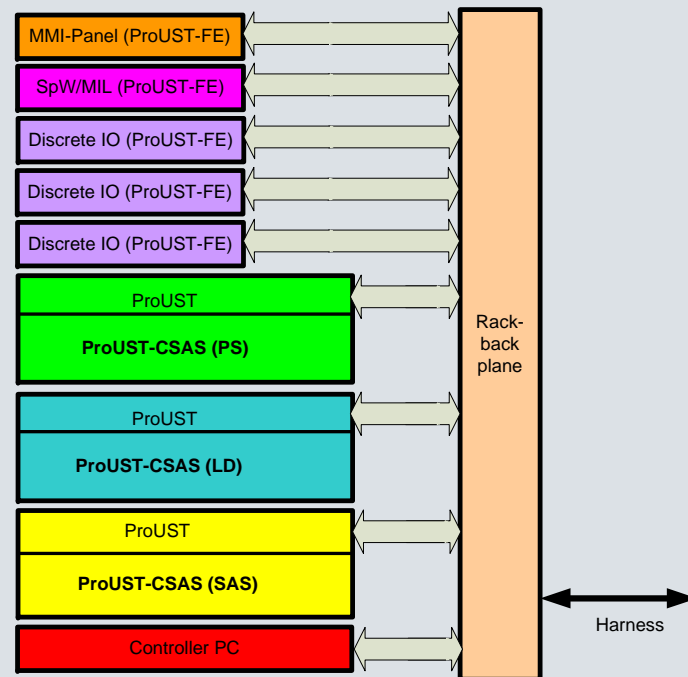 MMI-Panel (ProUST-FE)
SpW/MIL (ProUST-FE)
Discrete IO (ProUST-FE)
Discrete IO (ProUST-FE)
Discrete IO (ProUST-FE)
ProUST
ProUST-CSAS (PS)
Rack-
back
plane
ProUST
ProUST-CSAS (LD)
ProUST
ProUST-CSAS (SAS)
Harness
Controller PC